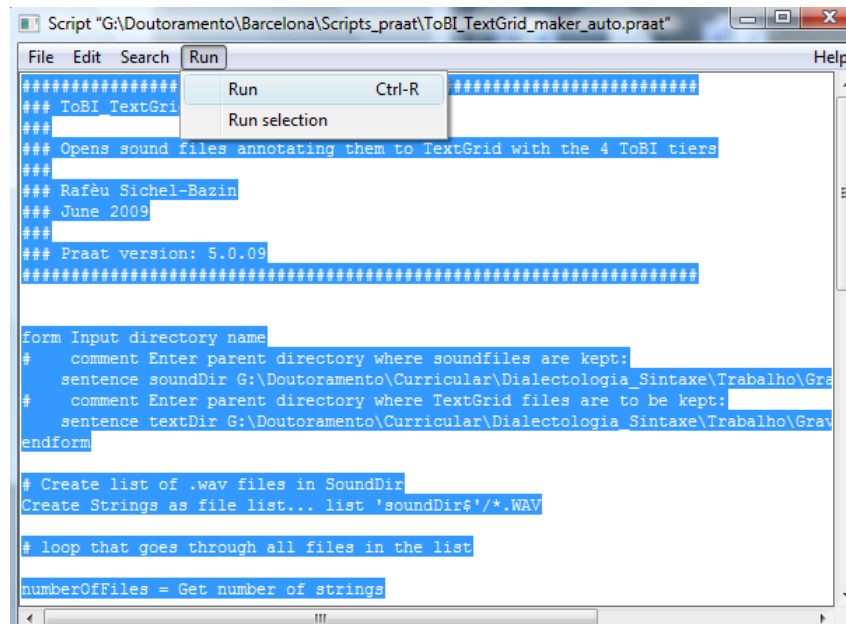 Script "G:\Doutoramento\Barcelona\Scripts_praat\ToBI_TextGrid_maker_auto.praat"
File Edit Search Run Help
Run Ctrl-R
Run selection
######################################################################
### ToBI_TextGri
###
### Opens sound files annotating them to TextGrid with the 4 ToBI tiers
###
### Rafèu Sichel-Bazin
### June 2009
###
### Praat version: 5.0.09
######################################################################
form Input directory name
#    comment Enter parent directory where soundfiles are kept:
    sentence soundDir G:\Doutoramento\Curricular\Dialectologia_Sintaxe\Trabalho\Gra
#    comment Enter parent directory where TextGrid files are to be kept:
    sentence textDir G:\Doutoramento\Curricular\Dialectologia_Sintaxe\Trabalho\Grav
endform
# Create list of .wav files in SoundDir
Create Strings as file list... list 'soundDir$'/*.WAV
# loop that goes through all files in the list
numberOfFiles = Get number of strings